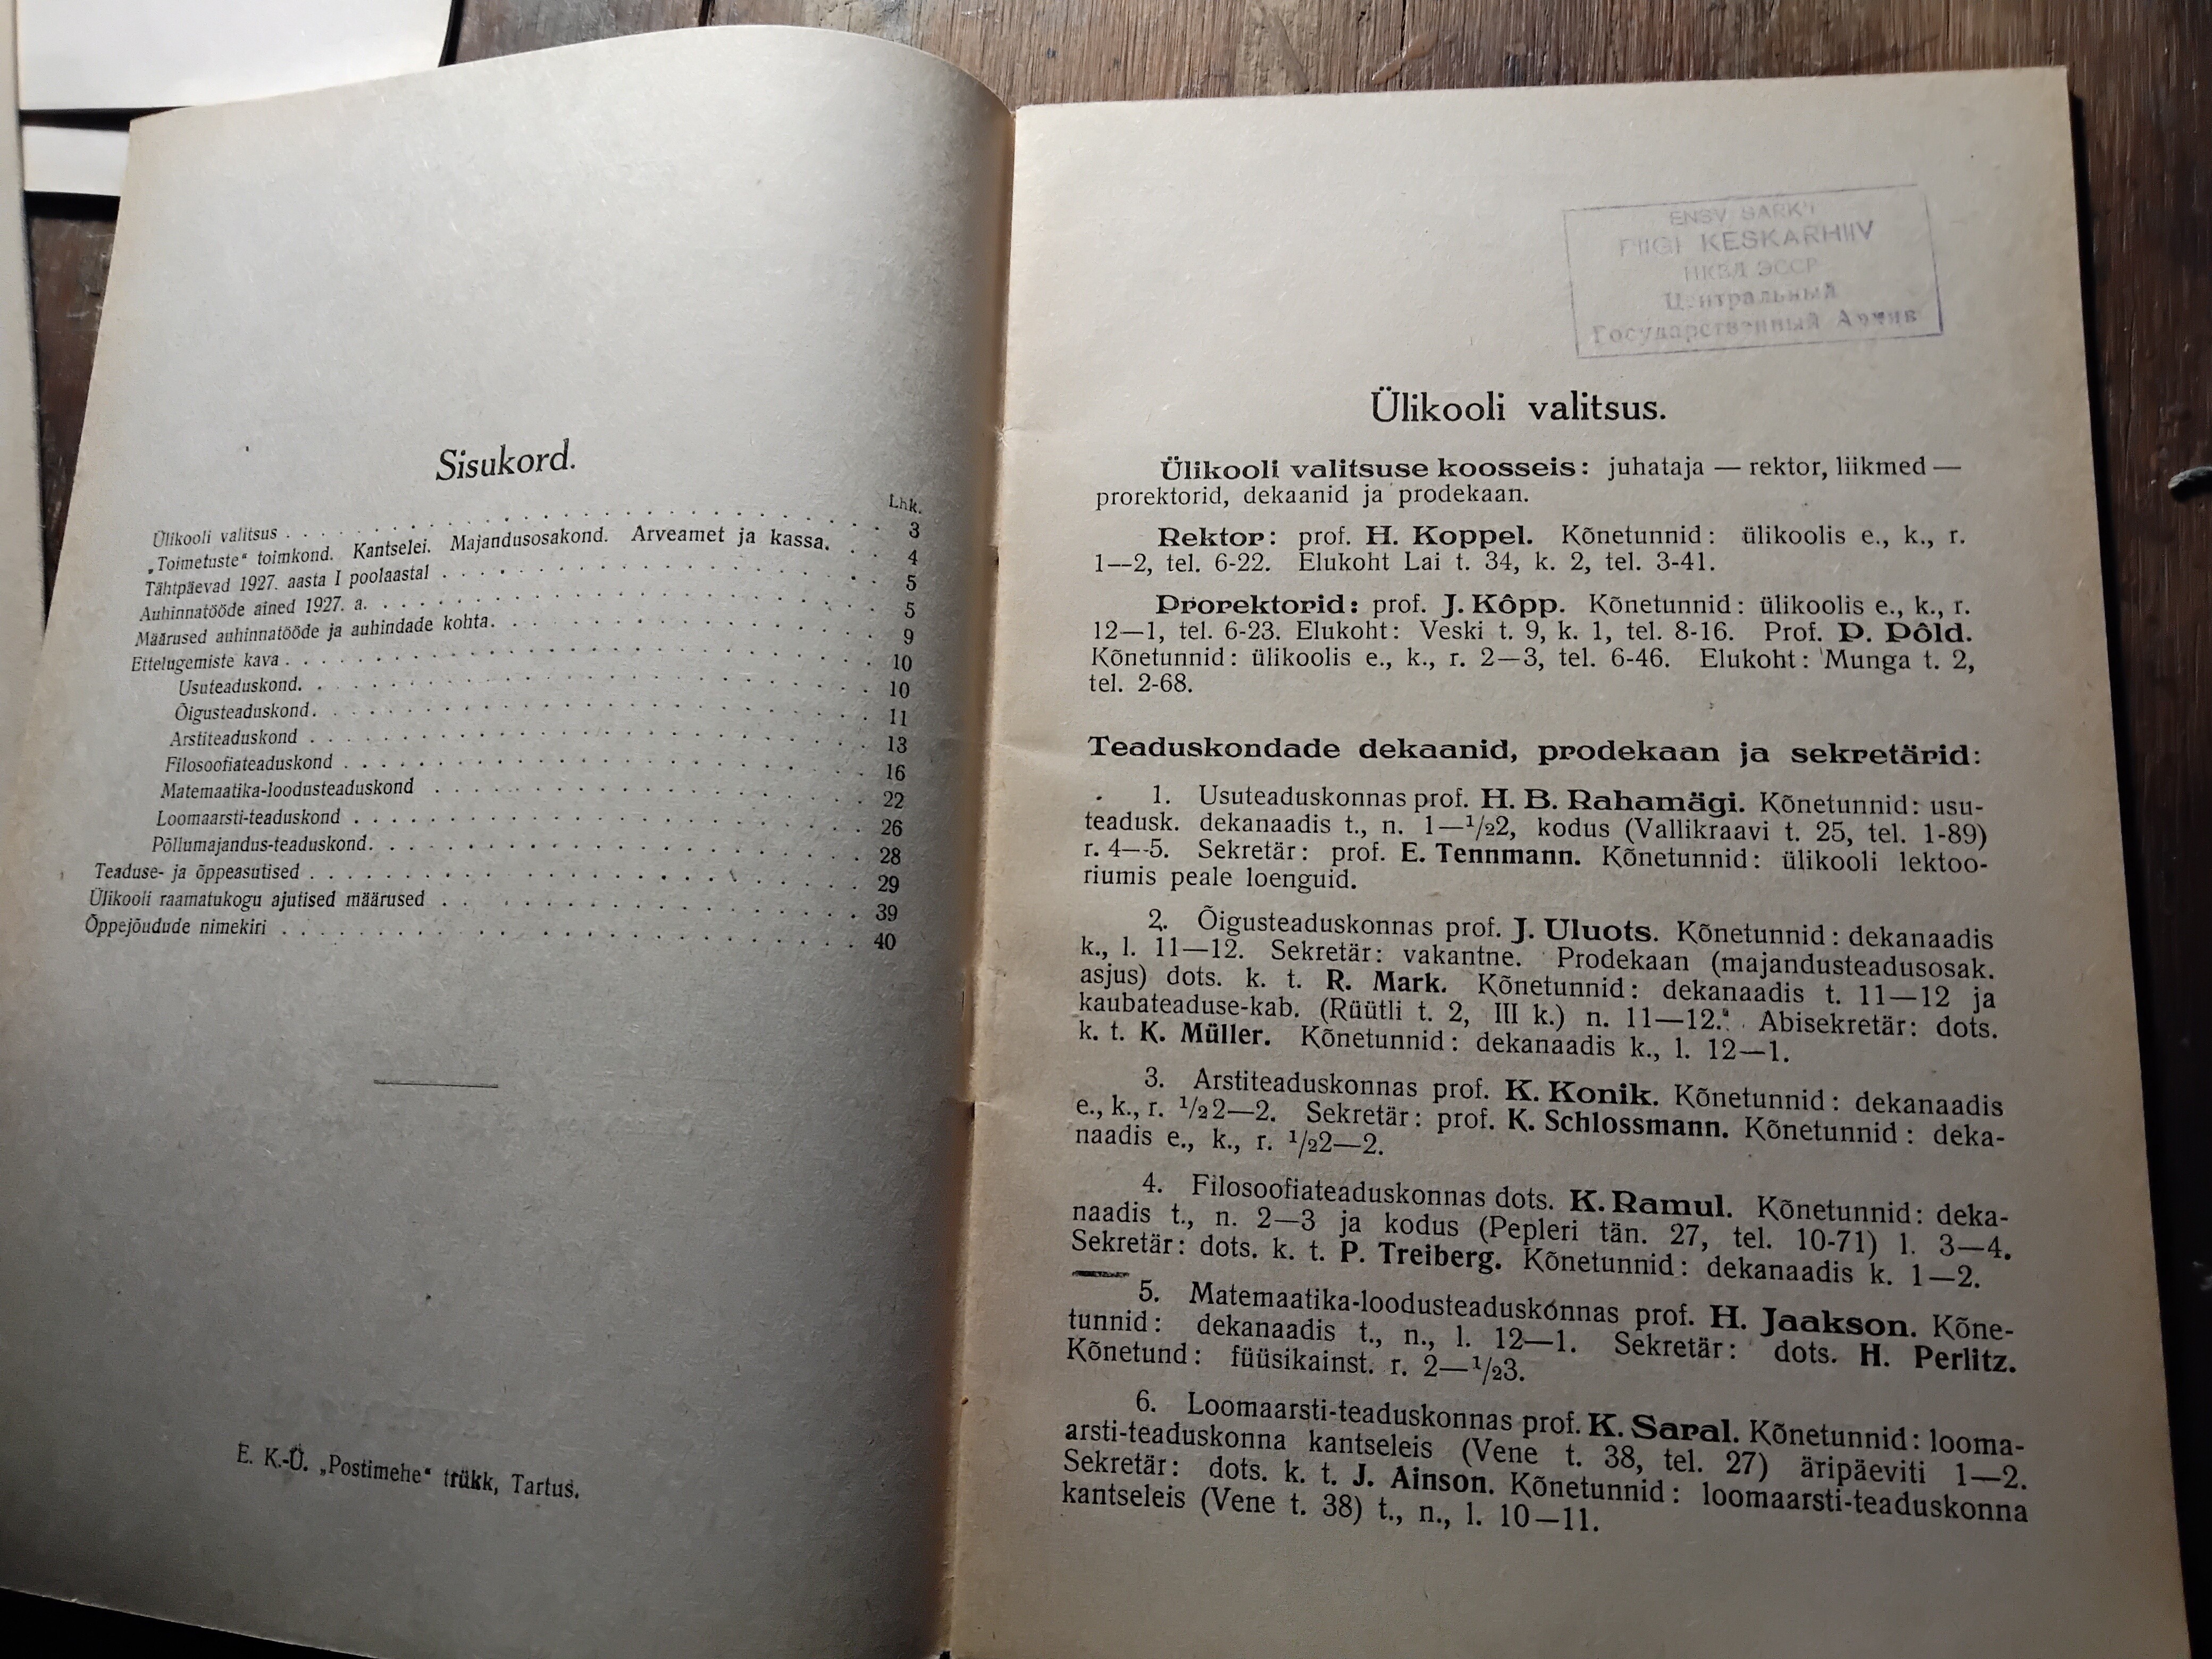 Sisukord.
Lhk.
Ülikooli valitsus . . . . . . . . . . . . . . . . . . . . 3
„Toimetuste“ toimkond. Kantselei. Majandusosakond. Arveamet ja kassa. . . 4
Tähtpäevad 1927. aasta I poolaastal . . . . . . . . . . . . . . 5
Auhinnatööde ained 1927. a. . . . . . . . . . . . . . . . . 5
Määrused auhinnatööde ja auhindade kohta. . . . . . . . . . . . 9
Ettelugemiste kava . . . . . . . . . . . . . . . . . . . 10
Usuteaduskond. . . . . . . . . . . . . . . . . . . 10
Õigusteaduskond. . . . . . . . . . . . . . . . . . 11
Arstiteaduskond . . . . . . . . . . . . . . . . . . 13
Filosoofiateaduskond . . . . . . . . . . . . . . . . 16
Matemaatika-loodusteaduskond . . . . . . . . . . . . . 22
Loomaarsti-teaduskond . . . . . . . . . . . . . . . . 26
Põllumajandus-teaduskond. . . . . . . . . . . . . . . 28
Teaduse- ja õppeasutised . . . . . . . . . . . . . . . . . 29
Ülikooli raamatukogu ajutised määrused . . . . . . . . . . . . 39
Õppejõudude nimekiri . . . . . . . . . . . . . . . . . . 40
E. K.-Ü. „Postimehe“ trükk, Tartus.
ENSV SARK'i
RIIGI KESKARHIIV
НКВД ЭССР
Центральный
Государственный Архив
Ülikooli valitsus.
Ülikooli valitsuse koosseis: juhataja — rektor, liikmed —
prorektorid, dekaanid ja prodekaan.
Rektor: prof. H. Koppel. Kõnetunnid: ülikoolis e., k., r.
1—2, tel. 6-22. Elukoht Lai t. 34, k. 2, tel. 3-41.
Prorektorid: prof. J. Kôpp. Kõnetunnid: ülikoolis e., k., r.
12—1, tel. 6-23. Elukoht: Veski t. 9, k. 1, tel. 8-16. Prof. P. Pôld.
Kõnetunnid: ülikoolis e., k., r. 2—3, tel. 6-46. Elukoht: Munga t. 2,
tel. 2-68.
Teaduskondade dekaanid, prodekaan ja sekretärid:
1. Usuteaduskonnas prof. H. B. Rahamägi. Kõnetunnid: usu-
teadusk. dekanaadis t., n. 1—1/22, kodus (Vallikraavi t. 25, tel. 1-89)
r. 4—5. Sekretär: prof. E. Tennmann. Kõnetunnid: ülikooli lektoo-
riumis peale loenguid.
2. Õigusteaduskonnas prof. J. Uluots. Kõnetunnid: dekanaadis
k., l. 11—12. Sekretär: vakantne. Prodekaan (majandusteadusosak.
asjus) dots. k. t. R. Mark. Kõnetunnid: dekanaadis t. 11—12 ja
kaubateaduse-kab. (Rüütli t. 2, III k.) n. 11—12. Abisekretär: dots.
k. t. K. Müller. Kõnetunnid: dekanaadis k., l. 12—1.
3. Arstiteaduskonnas prof. K. Konik. Kõnetunnid: dekanaadis
e., k., r. 1/22—2. Sekretär: prof. K. Schlossmann. Kõnetunnid: deka-
naadis e., k., r. 1/22—2.
4. Filosoofiateaduskonnas dots. K. Ramul. Kõnetunnid: deka-
naadis t., n. 2—3 ja kodus (Pepleri tän. 27, tel. 10-71) l. 3—4.
Sekretär: dots. k. t. P. Treiberg. Kõnetunnid: dekanaadis k. 1—2.
5. Matemaatika-loodusteaduskonnas prof. H. Jaakson. Kõne-
tunnid: dekanaadis t., n., l. 12—1. Sekretär: dots. H. Perlitz.
Kõnetund: füüsikainst. r. 2—1/23.
6. Loomaarsti-teaduskonnas prof. K. Saral. Kõnetunnid: looma-
arsti-teaduskonna kantseleis (Vene t. 38, tel. 27) äripäeviti 1—2.
Sekretär: dots. k. t. J. Ainson. Kõnetunnid: loomaarsti-teaduskonna
kantseleis (Vene t. 38) t., n., l. 10—11.